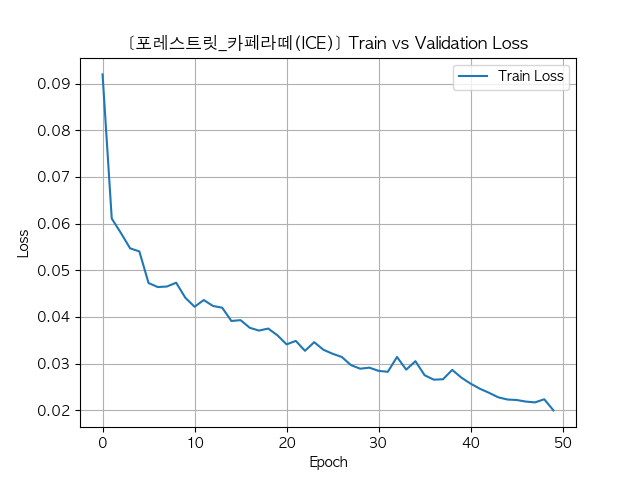 [포레스트릿_카페라떼(ICE)] Train vs Validation Loss
Train Loss
Loss
0.09
0.08
0.07
0.06
0.05
0.04
0.03
0.02
0 10 20 30 40 50
Epoch